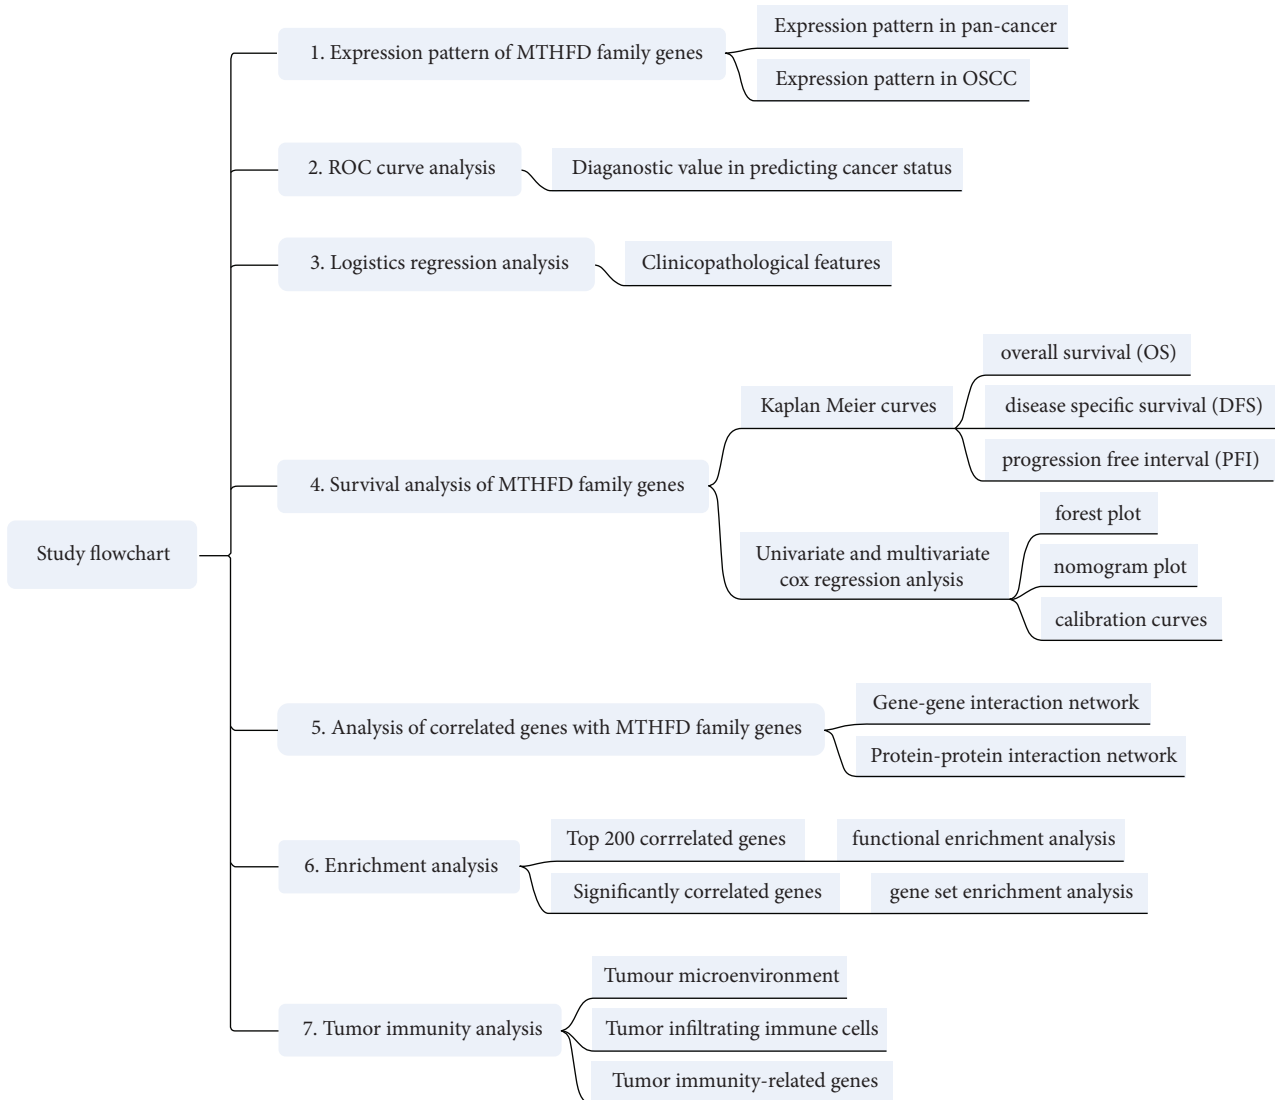 Study flowchart
1. Expression pattern of MTHFD family genes
Expression pattern in pan-cancer
Expression pattern in OSCC
2. ROC curve analysis
Diaganostic value in predicting cancer status
3. Logistics regression analysis
Clinicopathological features
4. Survival analysis of MTHFD family genes
Kaplan Meier curves
overall survival (OS)
disease specific survival (DFS)
progression free interval (PFI)
Univariate and multivariate
cox regression anlysis
forest plot
nomogram plot
calibration curves
5. Analysis of correlated genes with MTHFD family genes
Gene-gene interaction network
Protein-protein interaction network
6. Enrichment analysis
Top 200 corrrelated genes
functional enrichment analysis
Significantly correlated genes
gene set enrichment analysis
7. Tumor immunity analysis
Tumour microenvironment
Tumor infiltrating immune cells
Tumor immunity-related genes